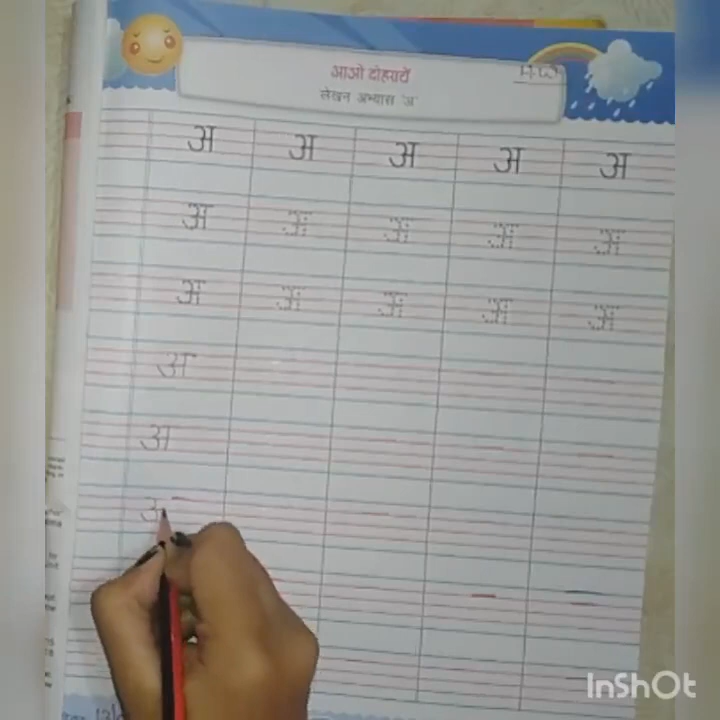 आओ दोहरायें
H.W
लेखन अभ्यास 'अ'
अ अ अ अ अ
अ अ अ अ अ
अ अ अ अ अ
अ
अ
InShOt